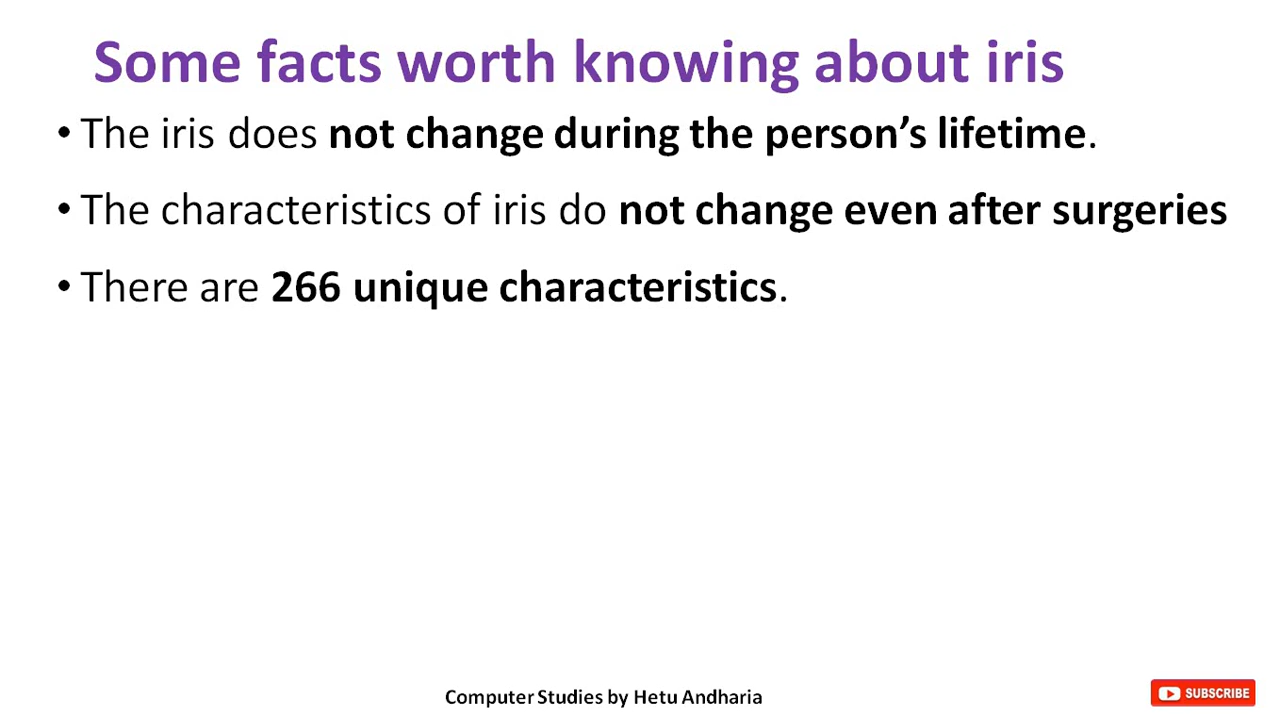 Some facts worth knowing about iris
• The iris does not change during the person’s lifetime.
• The characteristics of iris do not change even after surgeries
• There are 266 unique characteristics.
Computer Studies by Hetu Andharia
SUBSCRIBE